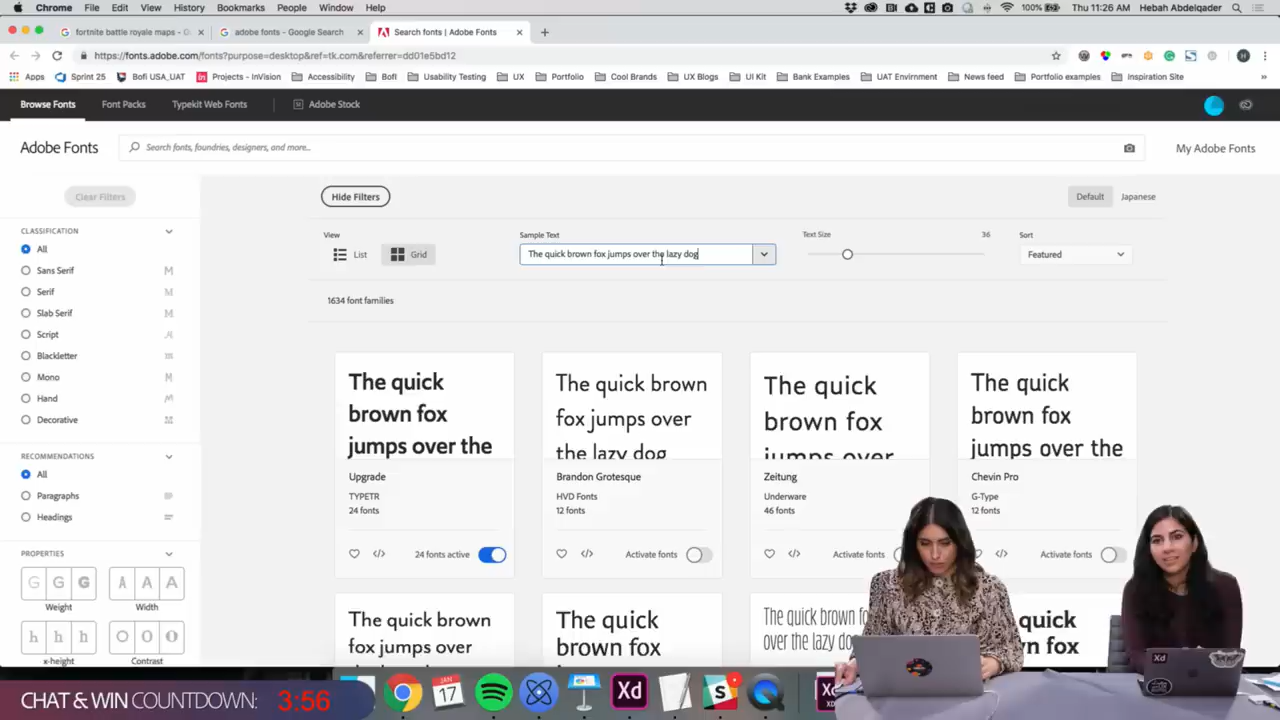 Chrome File Edit View History Bookmarks People Window Help 100% Thu 11:26 AM Hebah Abdelqader
fortnite battle royale maps - adobe fonts - Google Search Search fonts | Adobe Fonts
https://fonts.adobe.com/fonts?purpose=desktop&ref=tk.com&referrer=dd01e5bd12
Apps Sprint 25 Bofi USA,UAT Projects - InVision Accessibility Bofi Usability Testing UX Portfolio Cool Brands UX Blogs UI Kit Bank Examples UAT Envirnment News feed Portfolio examples Inspiration Site
Browse Fonts Font Packs Typekit Web Fonts St Adobe Stock
Adobe Fonts Search fonts, foundries, designers, and more... My Adobe Fonts
Clear Filters Hide Filters Default Japanese
CLASSIFICATION
All
Sans Serif
Serif
Slab Serif
Script
Blackletter
Mono
Hand
Decorative
RECOMMENDATIONS
All
Paragraphs
Headings
PROPERTIES
Weight Width
x-height Contrast
View Sample Text Text Size 36 Sort
List Grid The quick brown fox jumps over the lazy dog Featured
1634 font families
The quick
brown fox
jumps over the
Upgrade
TYPETR
24 fonts
24 fonts active
The quick brown
fox jumps over
the lazy dog
Brandon Grotesque
HVD Fonts
12 fonts
Activate fonts
The quick
brown fox
jumps over
Zeitung
Underware
46 fonts
Activate fonts
The quick
brown fox
jumps over the
Chevin Pro
G-Type
12 fonts
Activate fonts
The quick brown
fox jumps over
The quick
brown fox
The quick brown
over the lazy do
quick
fox
CHAT & WIN COUNTDOWN: 3:56
JAN
17
Xd
Xd